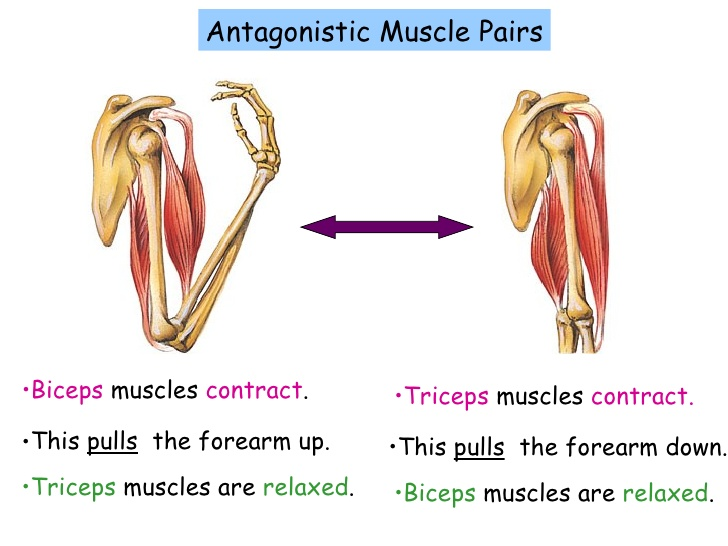 Antagonistic Muscle Pairs
•Biceps muscles contract.
•This pulls the forearm up.
•Triceps muscles are relaxed.
•Triceps muscles contract.
•This pulls the forearm down.
•Biceps muscles are relaxed.